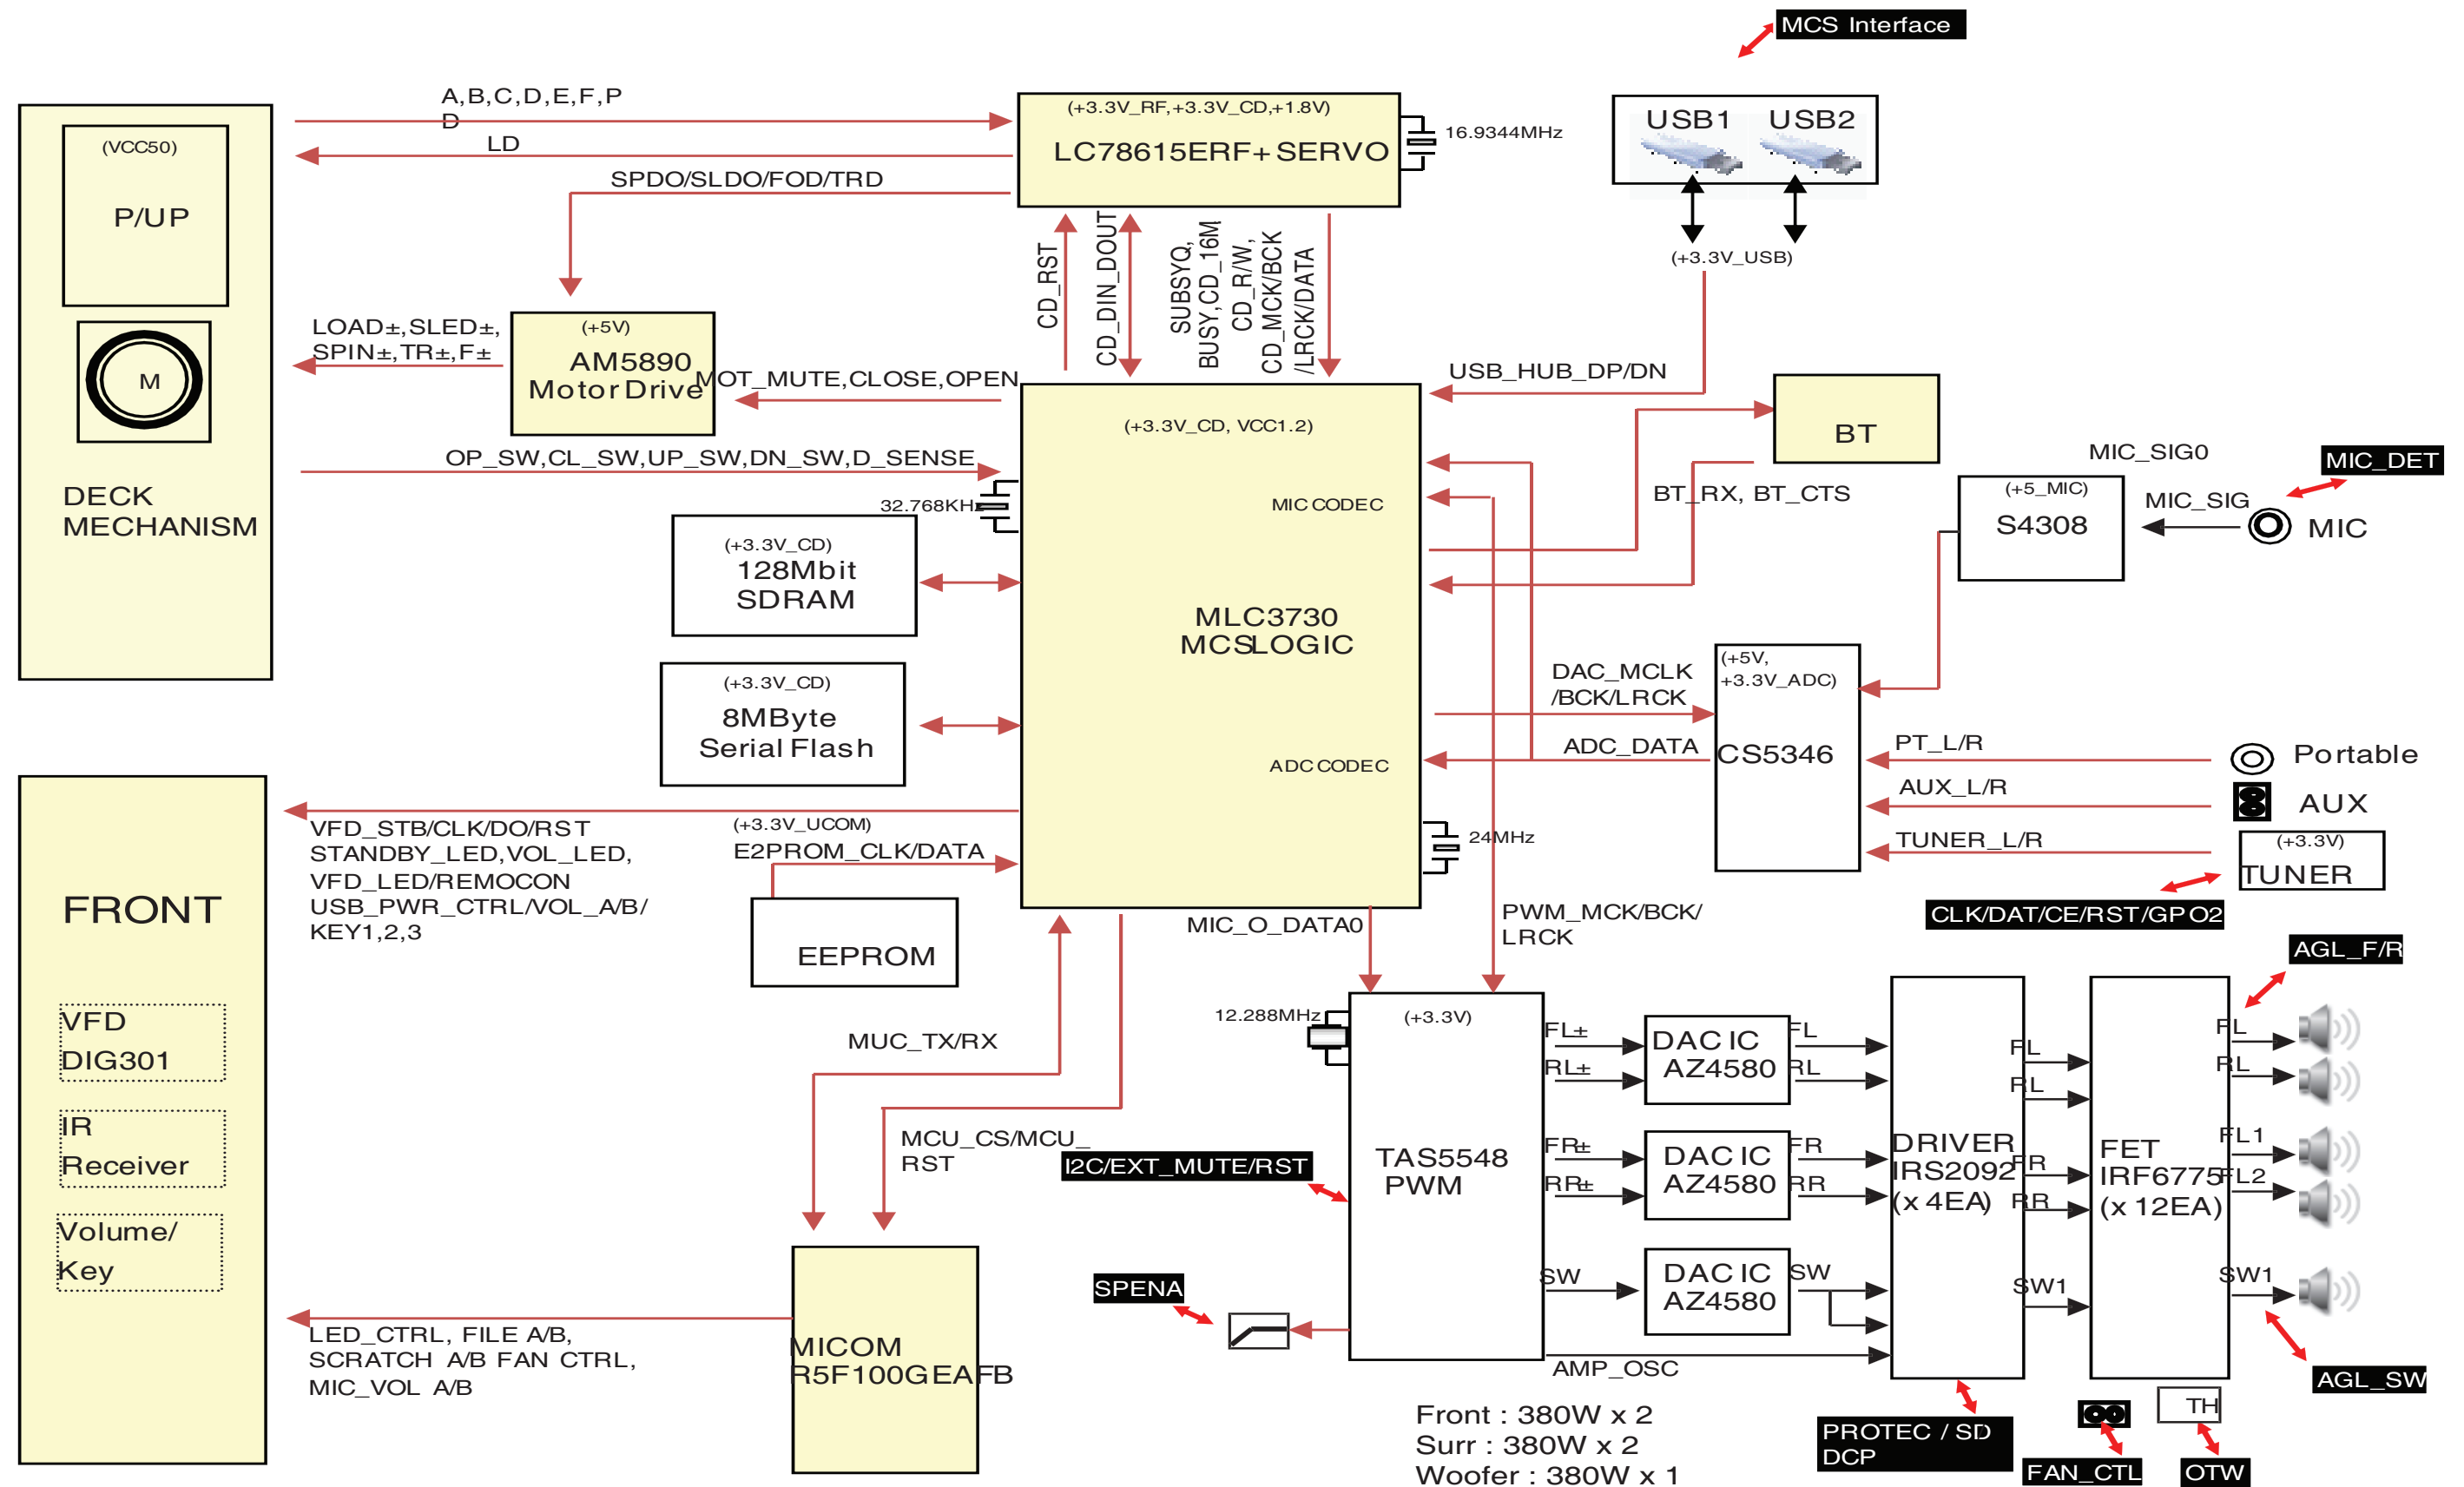 MCS Interface
A,B,C,D,E,F,P
D
LD
SPDO/SLDO/FOD/TRD
(VCC50)
P/UP
M
DECK
MECHANISM
(+3.3V_RF,+3.3V_CD,+1.8V)
LC78615ERF+SERVO
16.9344MHz
USB1
USB2
(+3.3V_USB)
CD_RST
CD_DIN_DOUT
SUBSYQ,
BUSY,CD_16M,
CD_R/W,
CD_MCK/BCK
/LRCK/DATA
LOAD±,SLED±,
SPIN±,TR±,F±
(+5V)
AM5890
Motor Drive
MOT_MUTE,CLOSE,OPEN
OP_SW,CL_SW,UP_SW,DN_SW,D_SENSE
32.768KHz
USB_HUB_DP/DN
BT
BT_RX, BT_CTS
(+3.3V_CD, VCC1.2)
MIC CODEC
MLC3730
MCSLOGIC
ADC CODEC
24MHz
MIC_SIG0
MIC_DET
(+5_MIC)
S4308
MIC_SIG
MIC
(+3.3V_CD)
128Mbit
SDRAM
(+3.3V_CD)
8MByte
Serial Flash
DAC_MCLK
/BCK/LRCK
ADC_DATA
(+5V,
+3.3V_ADC)
CS5346
PT_L/R
Portable
AUX_L/R
AUX
TUNER_L/R
(+3.3V)
TUNER
CLK/DAT/CE/RST/GPO2
FRONT
VFD
DIG301
IR
Receiver
Volume/
Key
VFD_STB/CLK/DO/RST
STANDBY_LED,VOL_LED,
VFD_LED/REMOCON
USB_PWR_CTRL/VOL_A/B/
KEY1,2,3
(+3.3V_UCOM)
E2PROM_CLK/DATA
EEPROM
MIC_O_DATA0
PWM_MCK/BCK/
LRCK
MUC_TX/RX
MCU_CS/MCU_
RST
LED_CTRL, FILE A/B,
SCRATCH A/B FAN CTRL,
MIC_VOL A/B
MICOM
R5F100GEAFB
12.288MHz
(+3.3V)
TAS5548
PWM
I2C/EXT_MUTE/RST
SPENA
FL±
RL±
FR±
RR±
SW
DAC IC
AZ4580
DAC IC
AZ4580
DAC IC
AZ4580
FL
RL
FR
RR
SW
AMP_OSC
DRIVER
IRS2092
(x 4EA)
FL
RL
FR
RR
SW1
FET
IRF6775
(x 12EA)
AGL_F/R
FL
RL
FL1
FL2
SW1
AGL_SW
Front : 380W x 2
Surr : 380W x 2
Woofer : 380W x 1
PROTEC / SD
DCP
FAN_CTL
TH
OTW